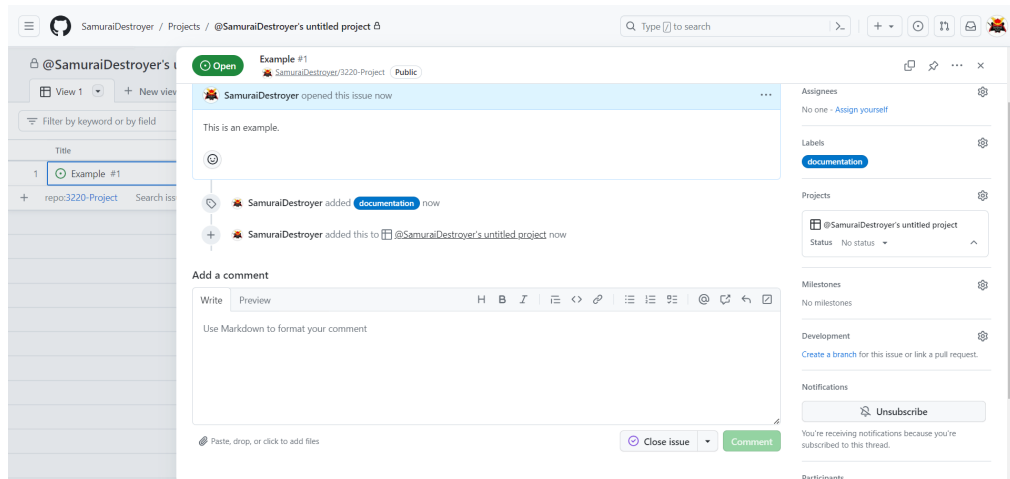 SamuraiDestroyer / Projects / @SamuraiDestroyer's untitled project
Type / to search
@SamuraiDestroyer's
View 1
+ New view
Filter by keyword or by field
Title
1 Example #1
+ repo:3220-Project Search
Open
Example #1
SamuraiDestroyer/3220-Project Public
SamuraiDestroyer opened this issue now
This is an example.
SamuraiDestroyer added documentation now
SamuraiDestroyer added this to @SamuraiDestroyer's untitled project now
Add a comment
Write Preview
Use Markdown to format your comment
Paste, drop, or click to add files
Close issue
Comment
Assignees
No one - Assign yourself
Labels
documentation
Projects
@SamuraiDestroyer's untitled project
Status No status
Milestones
No milestones
Development
Create a branch for this issue or link a pull request.
Notifications
Unsubscribe
You're receiving notifications because you're
subscribed to this thread.
Participants